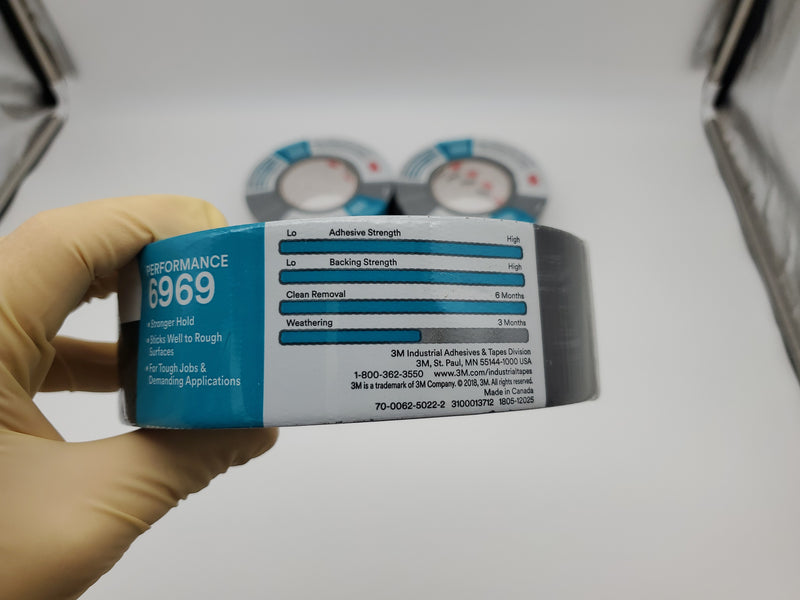 PERFORMANCE
6969
Stronger Hold
Sticks Well to Rough
Surfaces
For Tough Jobs &
Demanding Applications
Lo Adhesive Strength High
Lo Backing Strength High
Clean Removal 6 Months
Weathering 3 Months
3M Industrial Adhesives & Tapes Division
3M, St. Paul, MN 55144-1000 USA
1-800-362-3550 www.3M.com/industrialtapes
3M is a trademark of 3M Company. © 2018, 3M. All rights reserved.
Made in Canada
70-0062-5022-2 3100013712 1805-12025